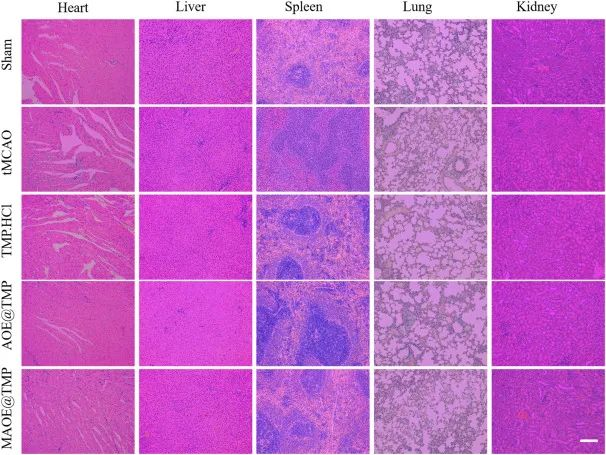 Heart Liver Spleen Lung Kidney
Sham
tMCAO
TMP.HCl
AOE@TMP
MAOE@TMP